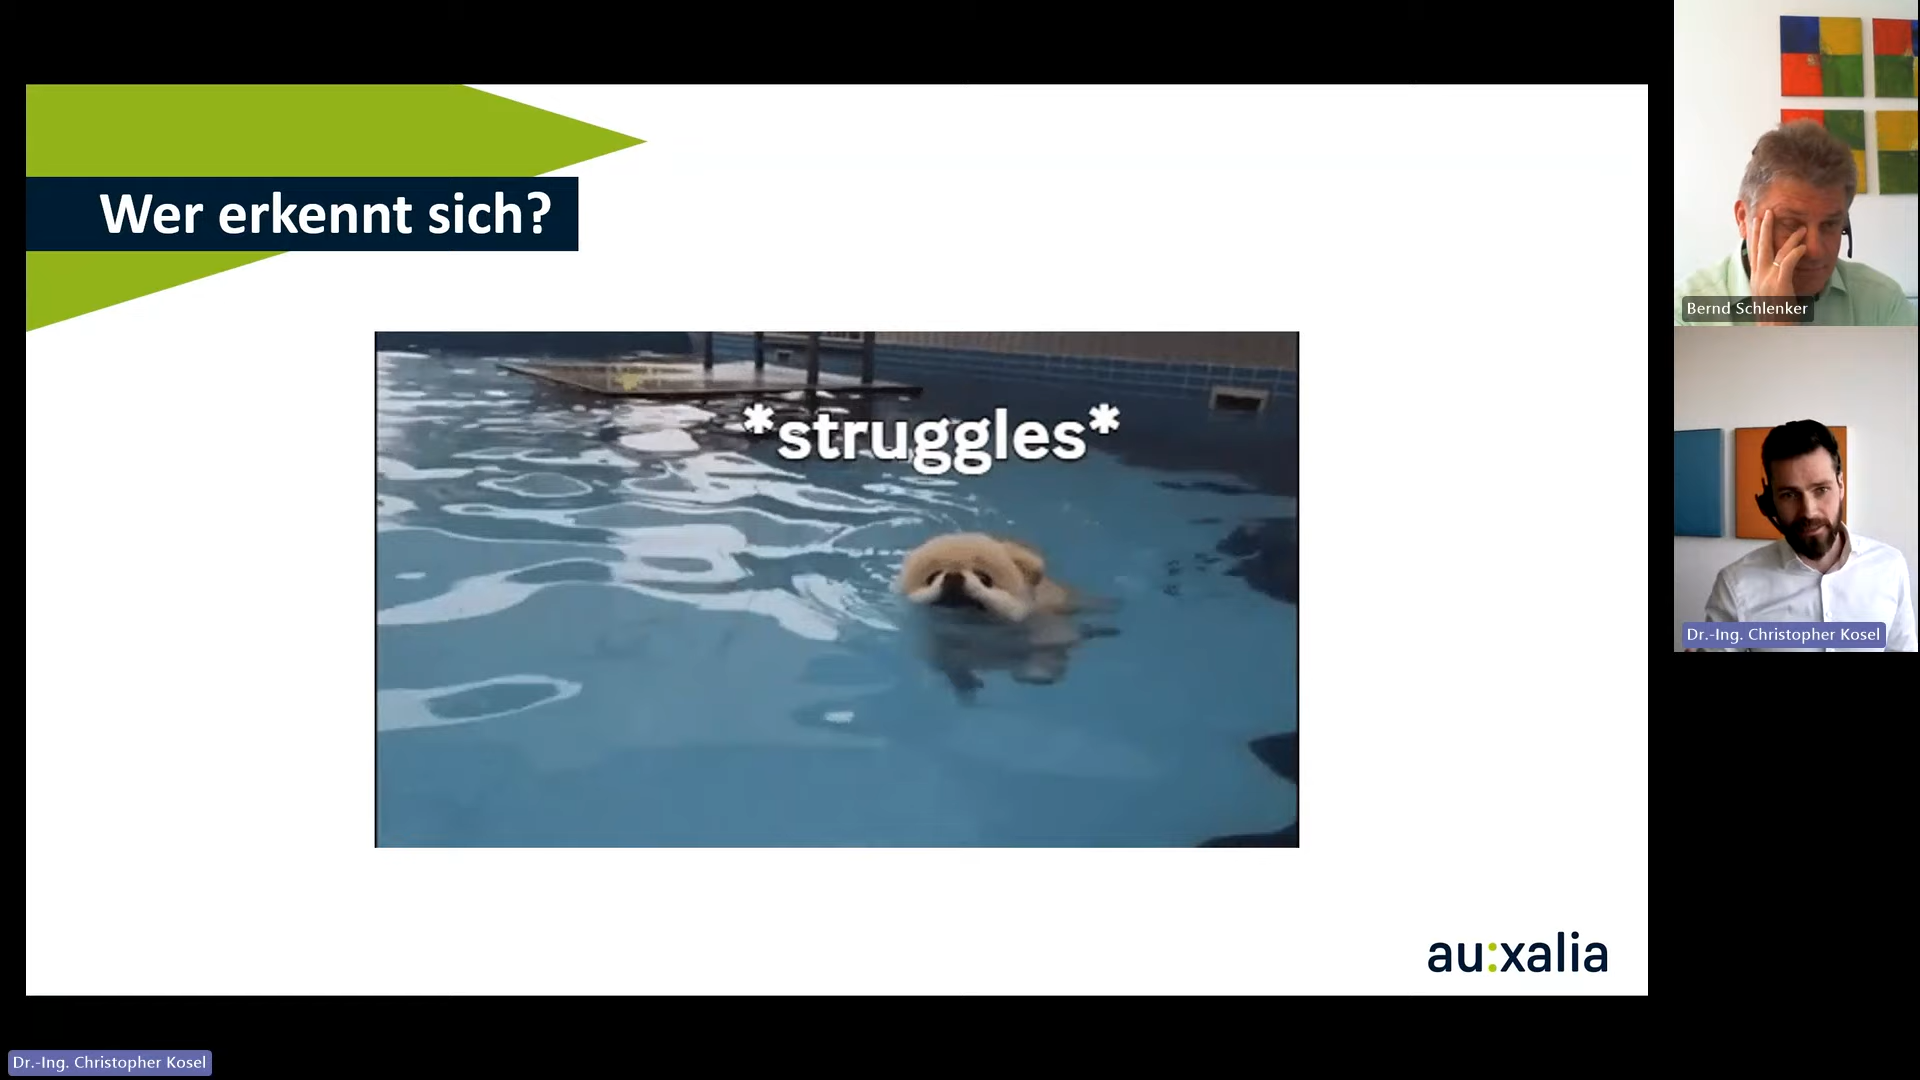 Wer erkennt sich?
*struggles*
au:xalia
Bernd Schlenker
Dr.-Ing. Christopher Kosel
Dr.-Ing. Christopher Kosel